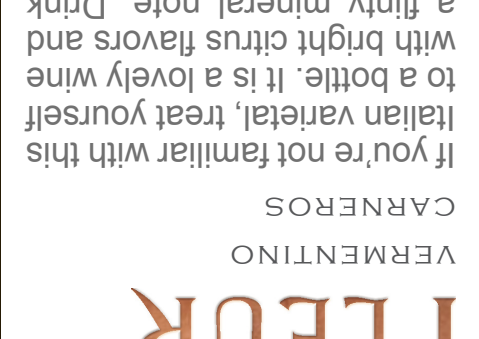 FLEUR
VERMENTINO
CARNEROS
If you're not familiar with this
Italian varietal, treat yourself
to a bottle. It is a lovely wine
with bright citrus flavors and
a flinty mineral note. Drink